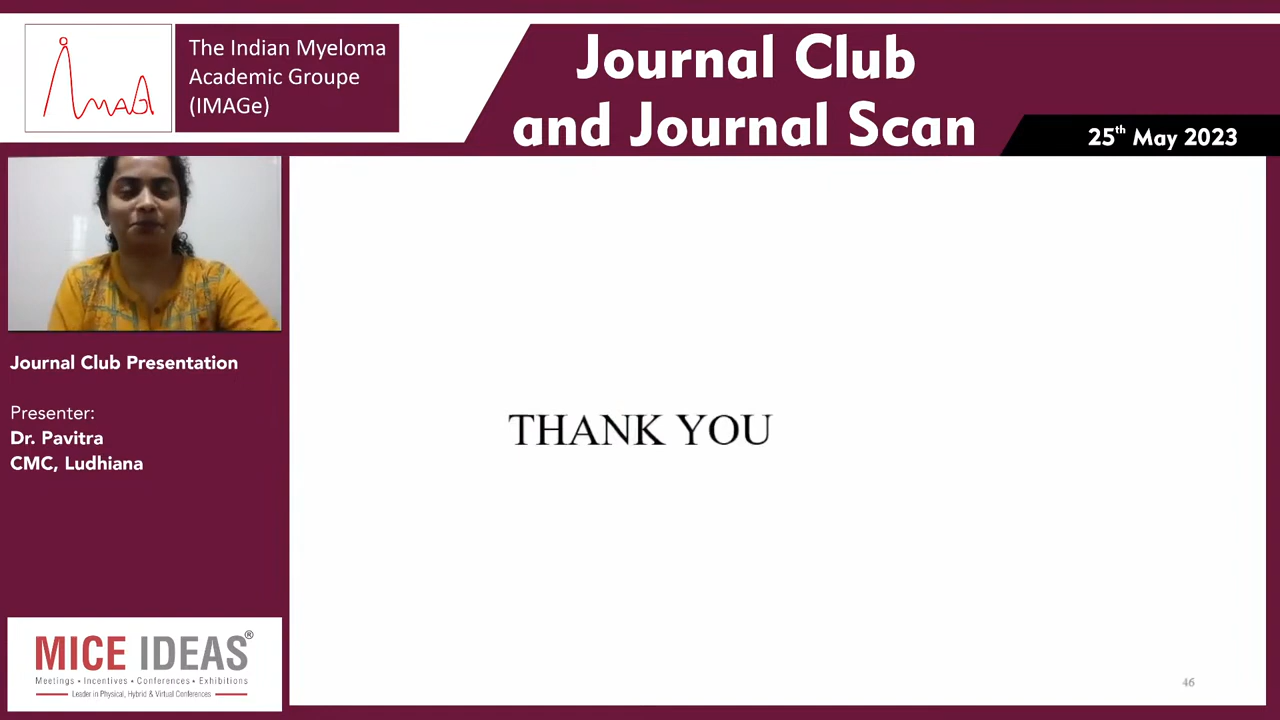 ımAGe
The Indian Myeloma
Academic Groupe
(IMAGe)
Journal Club
and Journal Scan
25th May 2023
Journal Club Presentation
Presenter:
Dr. Pavitra
CMC, Ludhiana
THANK YOU
46
MICE IDEAS®
Meetings • Incentives • Conferences • Exhibitions
Leader in Physical, Hybrid & Virtual Conferences